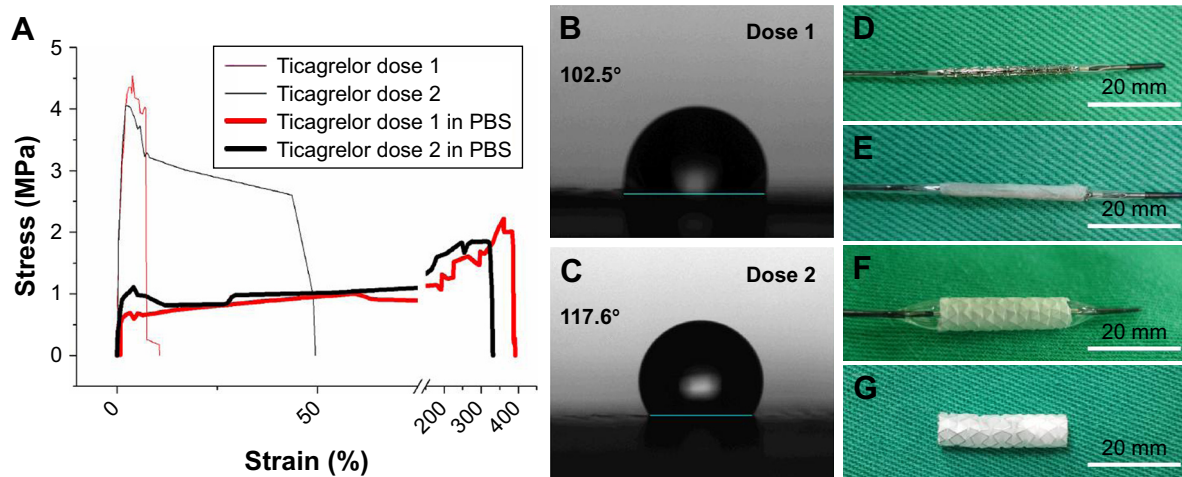 A
Stress (MPa)
5
4
3
2
1
0
Ticagrelor dose 1
Ticagrelor dose 2
Ticagrelor dose 1 in PBS
Ticagrelor dose 2 in PBS
0
50
200
300
400
Strain (%)
B
Dose 1
102.5°
C
Dose 2
117.6°
D
20 mm
E
20 mm
F
20 mm
G
20 mm